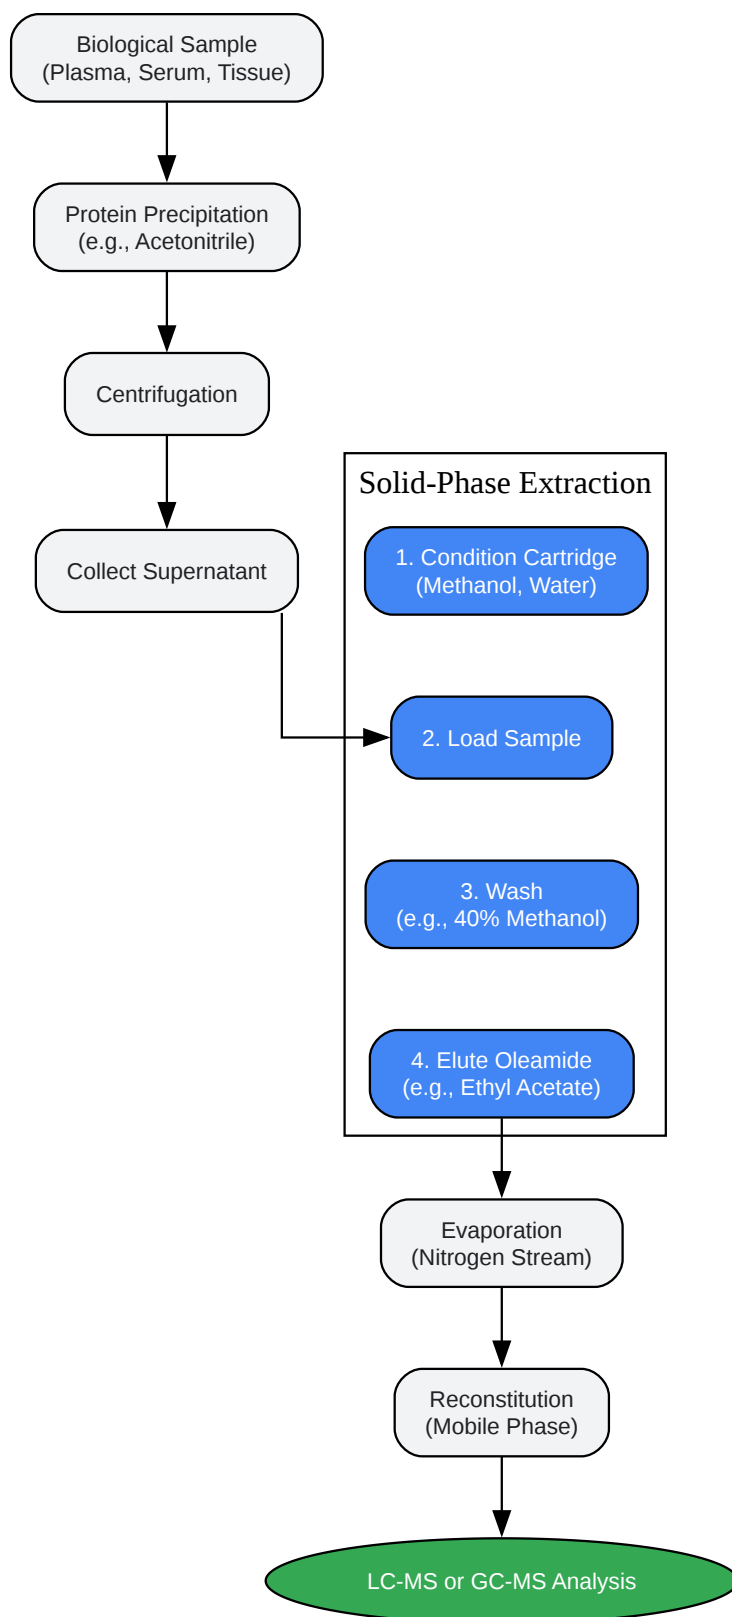 Biological Sample
(Plasma, Serum, Tissue)
Protein Precipitation
(e.g., Acetonitrile)
Centrifugation
Collect Supernatant
Solid-Phase Extraction
1. Condition Cartridge
(Methanol, Water)
2. Load Sample
3. Wash
(e.g., 40% Methanol)
4. Elute Oleamide
(e.g., Ethyl Acetate)
Evaporation
(Nitrogen Stream)
Reconstitution
(Mobile Phase)
LC-MS or GC-MS Analysis